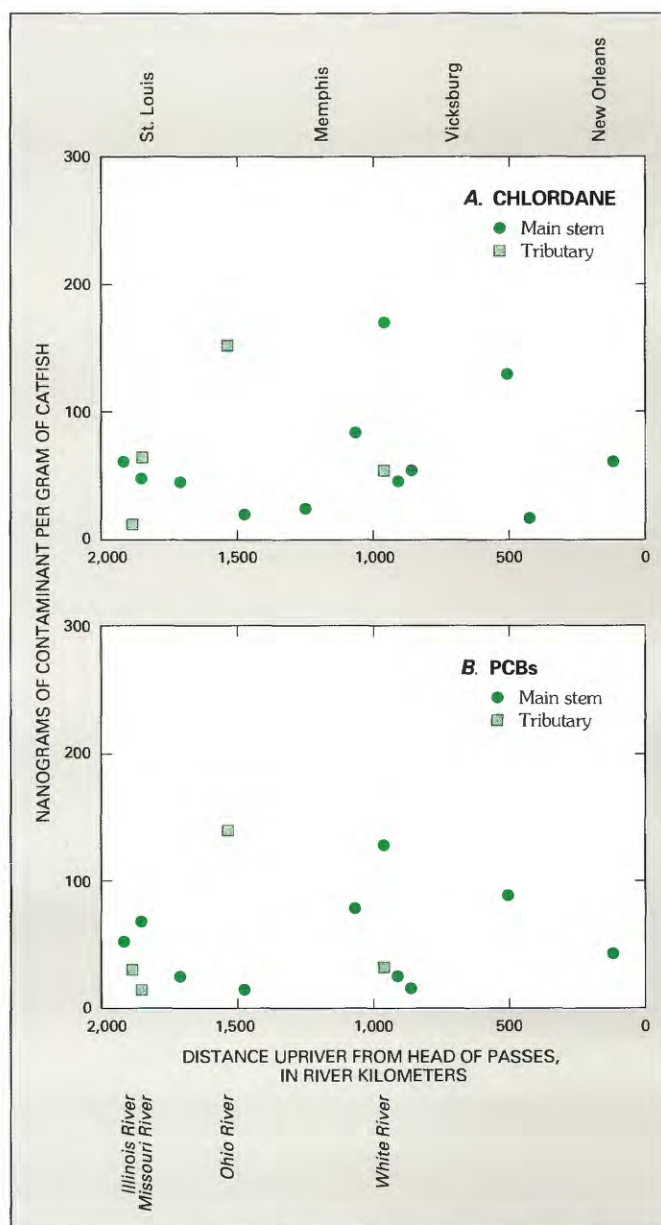 St. Louis
Memphis
Vicksburg
New Orleans
NANOGRAMS OF CONTAMINANT PER GRAM OF CATFISH
300
200
100
0
A. CHLORDANE
Main stem
Tributary
2,000 1,500 1,000 500 0
300
200
100
0
B. PCBs
Main stem
Tributary
2,000 1,500 1,000 500 0
DISTANCE UPRIVER FROM HEAD OF PASSES,
IN RIVER KILOMETERS
Illinois River
Missouri River
Ohio River
White River